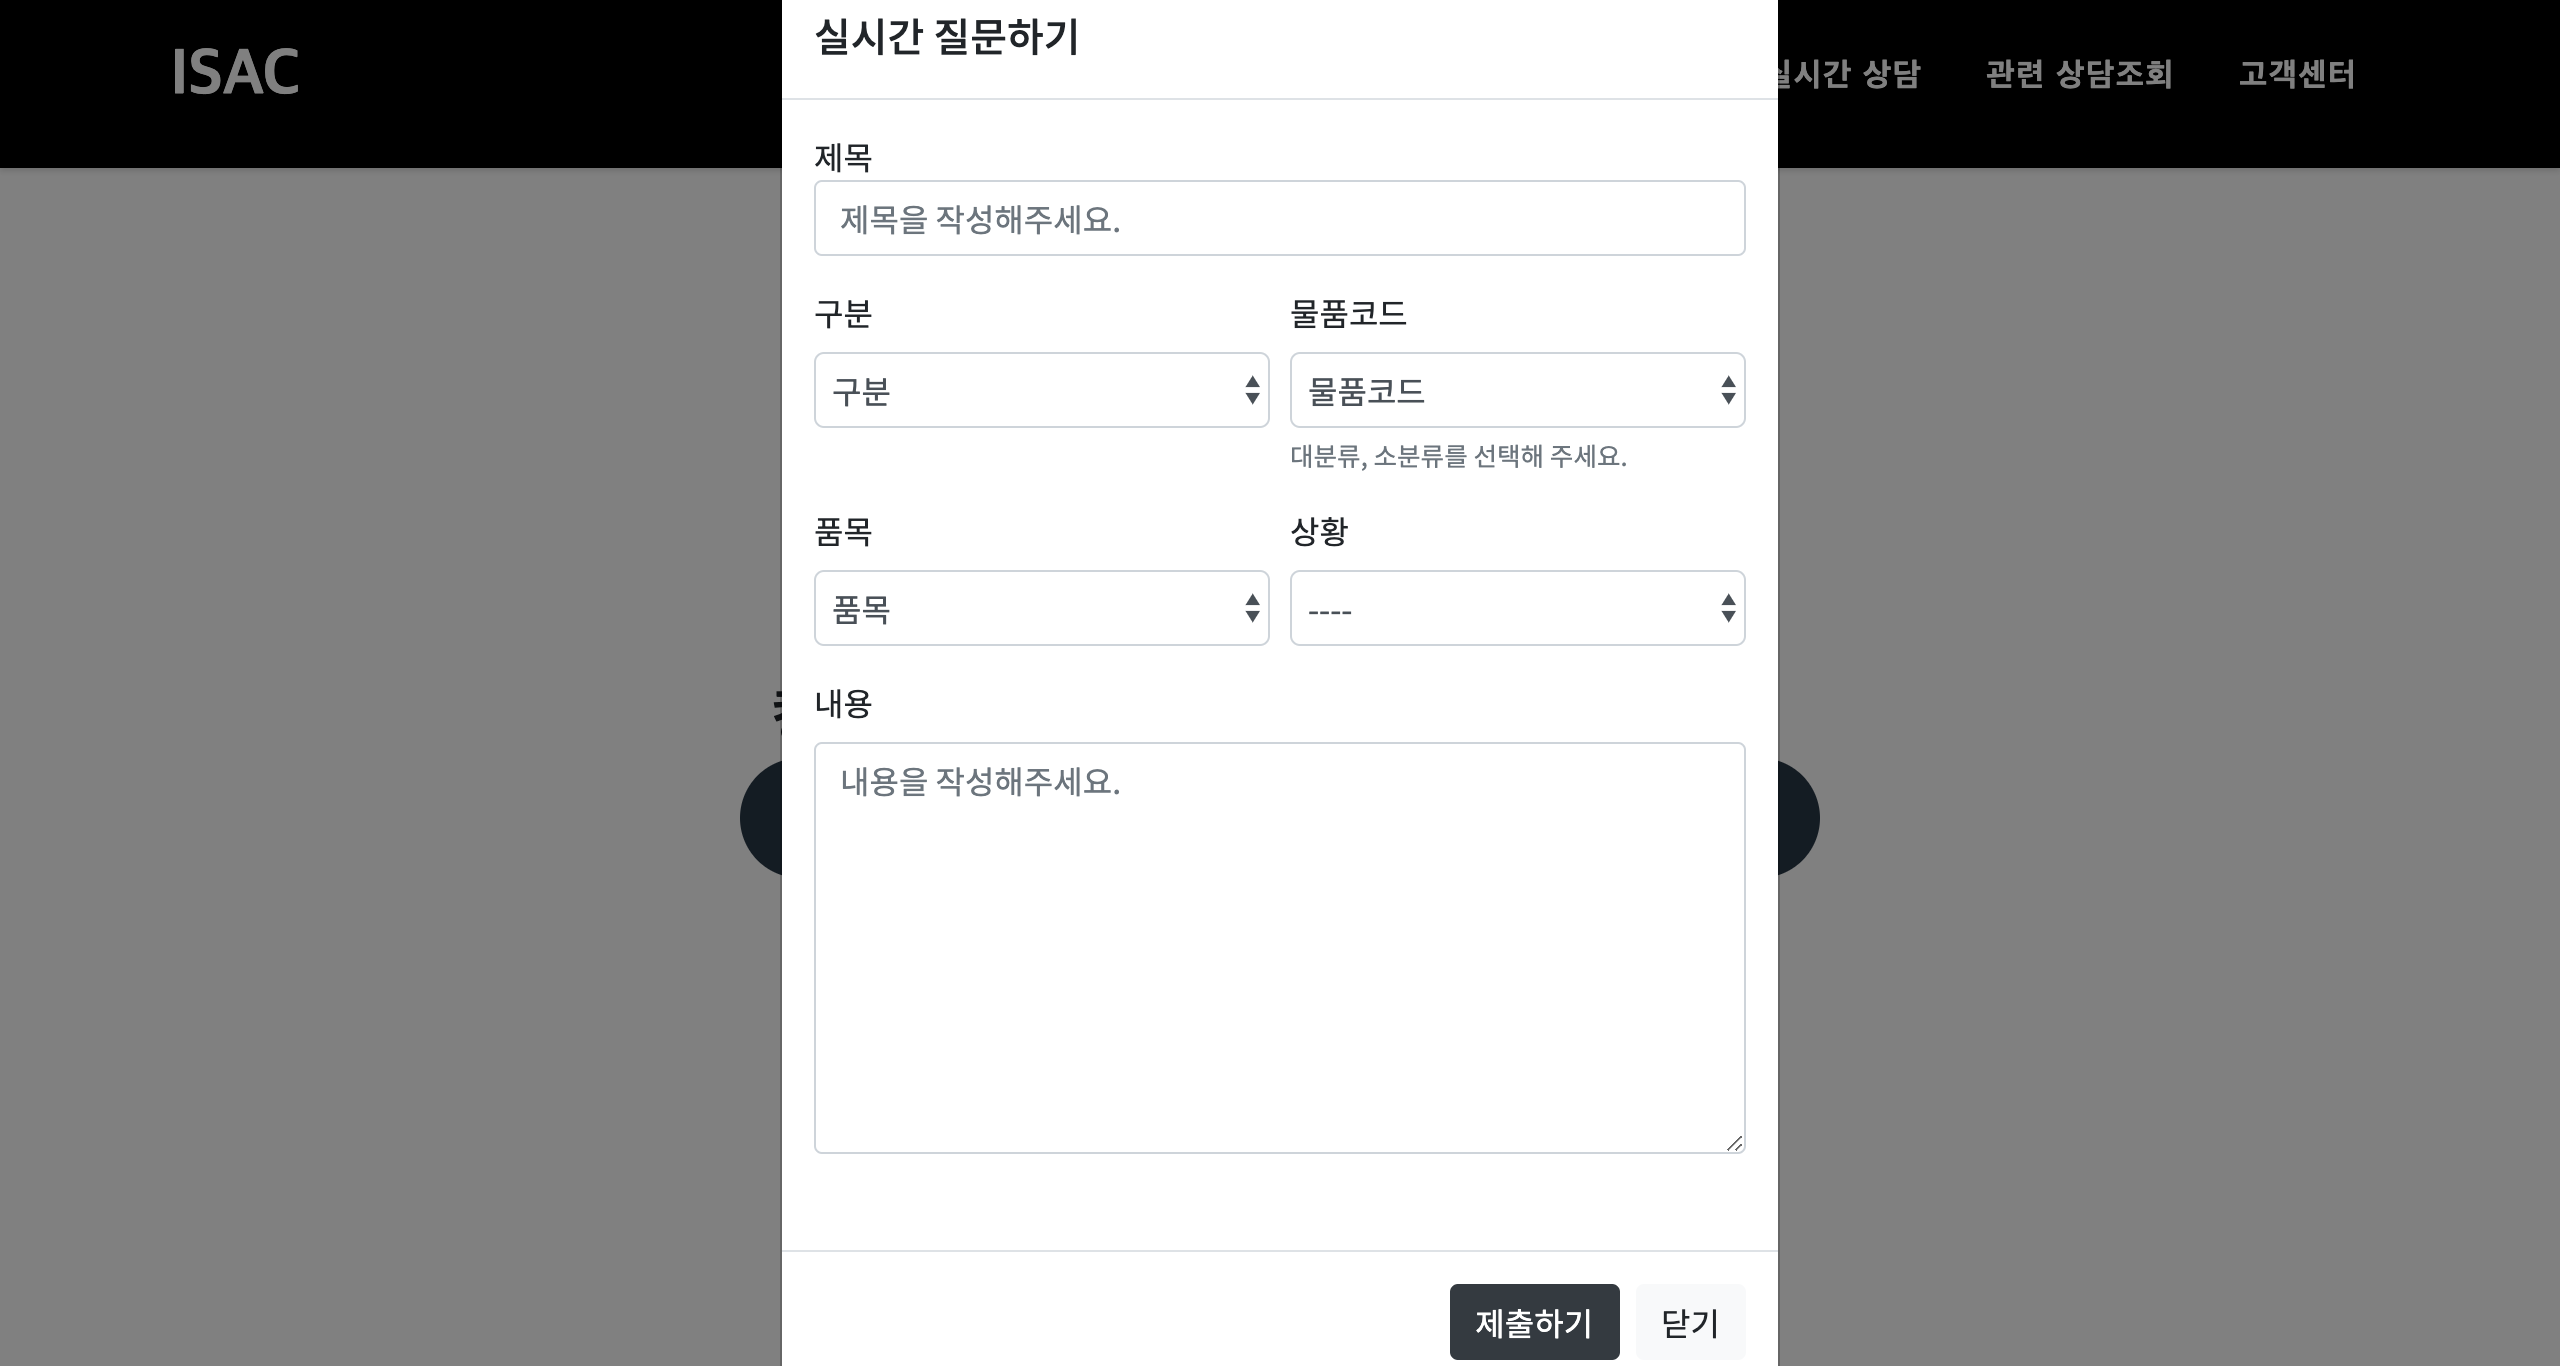 실시간 질문하기
ISAC
실시간 상담 관련 상담조회 고객센터
제목
제목을 작성해주세요.
구분 물품코드
구분 물품코드
대분류, 소분류를 선택해 주세요.
품목 상황
품목 ----
내용
내용을 작성해주세요.
제출하기 닫기